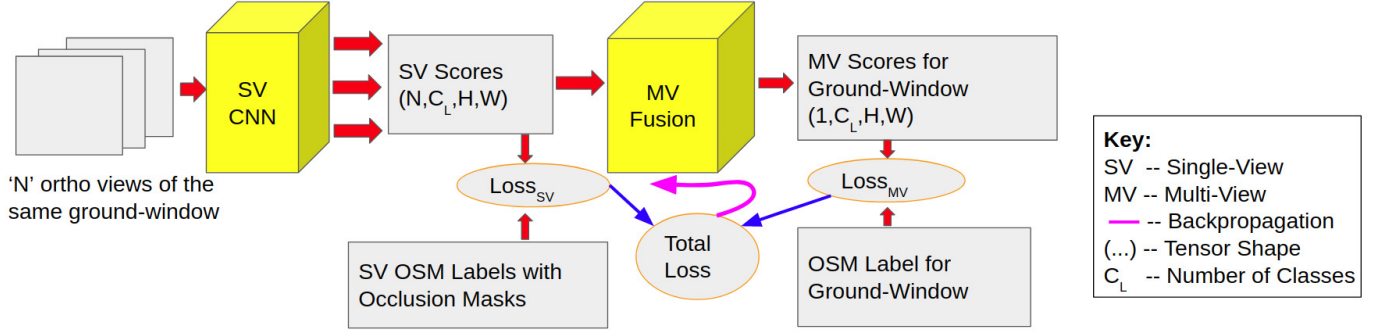 ‘N’ ortho views of the
same ground-window
SV
CNN
SV Scores
(N,C_L,H,W)
MV
Fusion
MV Scores for
Ground-Window
(1,C_L,H,W)
Loss_SV
Loss_MV
Total
Loss
SV OSM Labels with
Occlusion Masks
OSM Label for
Ground-Window
Key:
SV -- Single-View
MV -- Multi-View
-- Backpropagation
(...) -- Tensor Shape
C_L -- Number of Classes